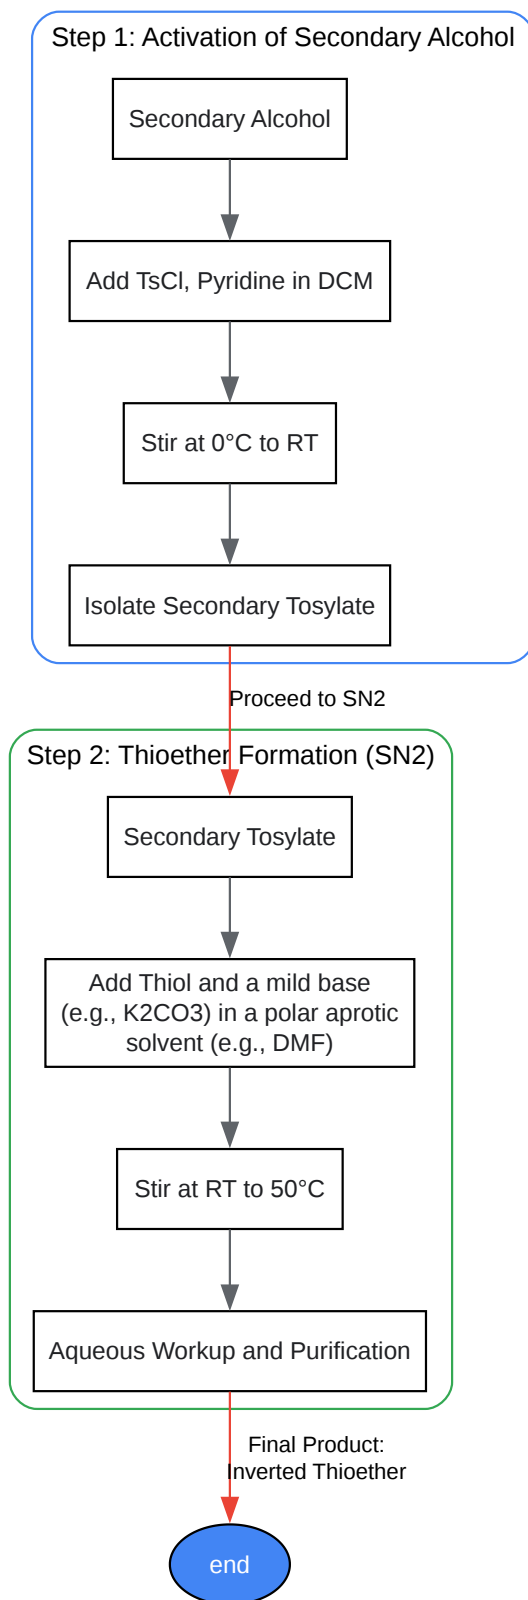 Step 1: Activation of Secondary Alcohol
Secondary Alcohol
Add TsCl, Pyridine in DCM
Stir at 0°C to RT
Isolate Secondary Tosylate
Proceed to SN2
Step 2: Thioether Formation (SN2)
Secondary Tosylate
Add Thiol and a mild base
(e.g., K2CO3) in a polar aprotic
solvent (e.g., DMF)
Stir at RT to 50°C
Aqueous Workup and Purification
Final Product:
Inverted Thioether
end